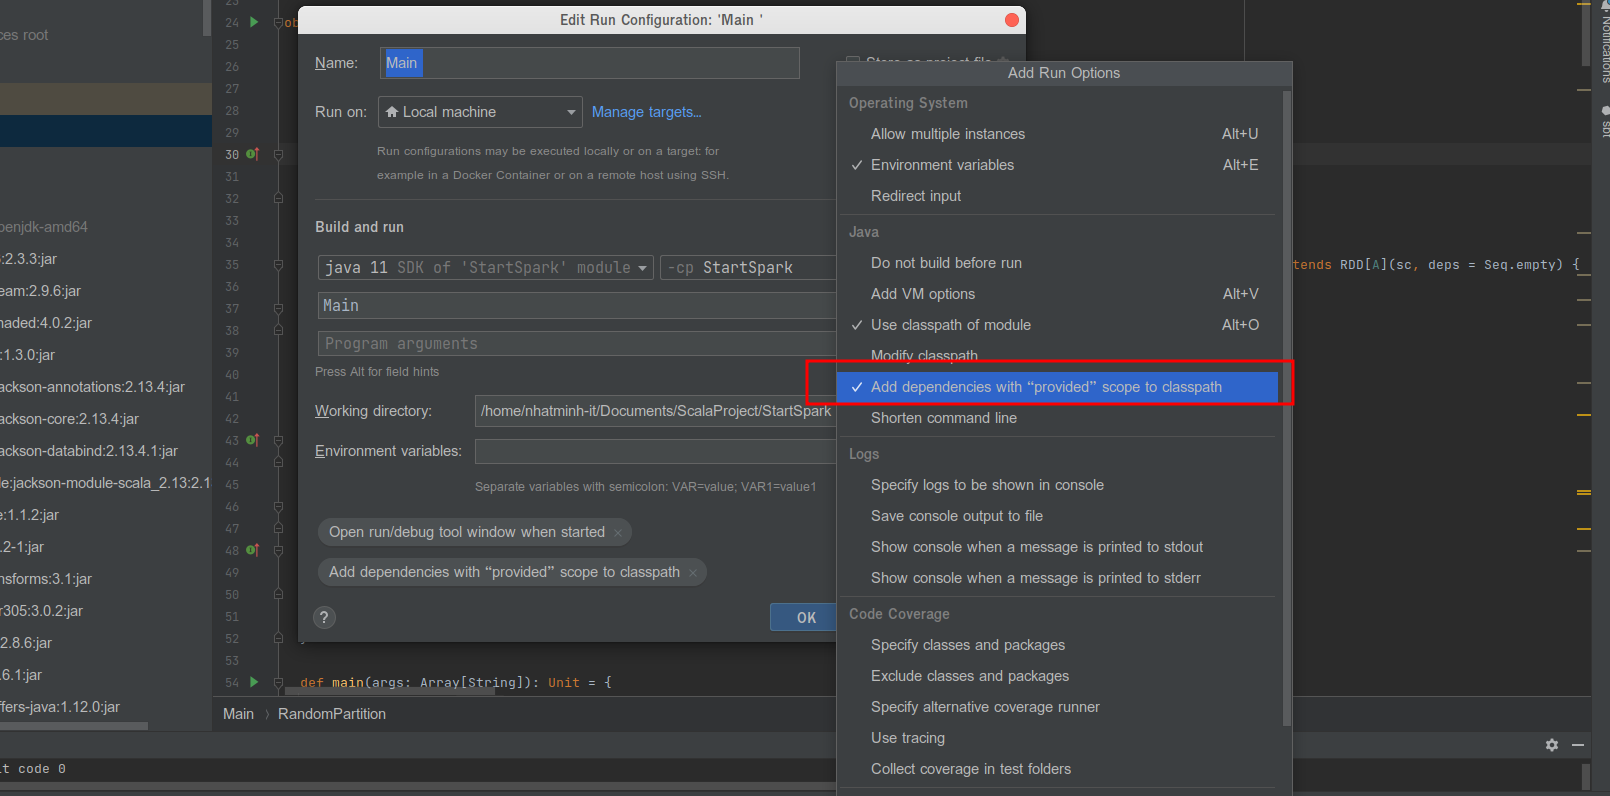 ces root
penjdk-amd64
:2.3.3:jar
eam:2.9.6:jar
naded:4.0.2:jar
:1.3.0:jar
ackson-annotations:2.13.4:jar
ackson-core:2.13.4:jar
ackson-databind:2.13.4.1:jar
le:jackson-module-scala_2.13:2.1
e:1.1.2:jar
.2-1:jar
nsforms:3.1:jar
r305:3.0.2:jar
2.8.6:jar
.6.1:jar
ffers-java:1.12.0:jar
23
24 ob
25
26
27
28
29
30
31
32
33
34
35
36
37
38
39
40
41
42
43
44
45
46
47
48
49
50
51
52
53
54 def main(args: Array[String]): Unit = {
tends RDD[A](sc, deps = Seq.empty) {
Edit Run Configuration: 'Main '
Name: Main
Store as project file
Run on: Local machine Manage targets...
Run configurations may be executed locally or on a target: for
example in a Docker Container or on a remote host using SSH.
Build and run
java 11 SDK of 'StartSpark' module -cp StartSpark
Main
Program arguments
Press Alt for field hints
Working directory: /home/nhatminh-it/Documents/ScalaProject/StartSpark
Environment variables:
Separate variables with semicolon: VAR=value; VAR1=value1
Open run/debug tool window when started ×
Add dependencies with “provided” scope to classpath ×
? OK
Add Run Options
Operating System
Allow multiple instances Alt+U
✓ Environment variables Alt+E
Redirect input
Java
Do not build before run
Add VM options Alt+V
✓ Use classpath of module Alt+O
Modify classpath
✓ Add dependencies with “provided” scope to classpath
Shorten command line
Logs
Specify logs to be shown in console
Save console output to file
Show console when a message is printed to stdout
Show console when a message is printed to stderr
Code Coverage
Specify classes and packages
Exclude classes and packages
Specify alternative coverage runner
Use tracing
Collect coverage in test folders
Notifications
sbt
Main › RandomPartition
t code 0